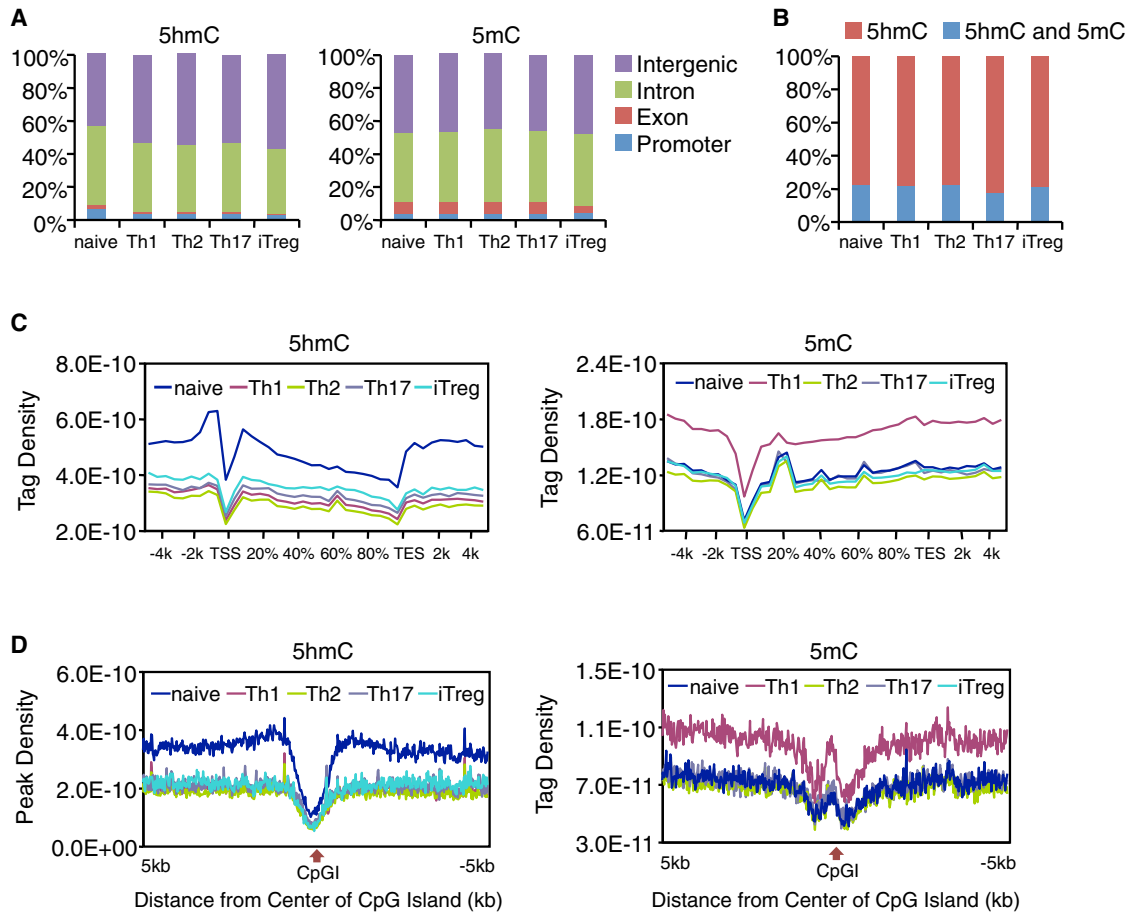 A
5hmC
100%
80%
60%
40%
20%
0%
naive Th1 Th2 Th17 iTreg
5mC
100%
80%
60%
40%
20%
0%
naive Th1 Th2 Th17 iTreg
Intergenic
Intron
Exon
Promoter
B
5hmC 5hmC and 5mC
100%
80%
60%
40%
20%
0%
naive Th1 Th2 Th17 iTreg
C
5hmC
Tag Density
8.0E-10
6.0E-10
4.0E-10
2.0E-10
naive Th1 Th2 Th17 iTreg
-4k -2k TSS 20% 40% 60% 80% TES 2k 4k
5mC
Tag Density
2.4E-10
1.8E-10
1.2E-10
6.0E-11
naive Th1 Th2 Th17 iTreg
-4k -2k TSS 20% 40% 60% 80% TES 2k 4k
D
5hmC
Peak Density
6.0E-10
4.0E-10
2.0E-10
0.0E+00
naive Th1 Th2 Th17 iTreg
5kb CpGI -5kb
Distance from Center of CpG Island (kb)
5mC
Tag Density
1.5E-10
1.1E-10
7.0E-11
3.0E-11
naive Th1 Th2 Th17 iTreg
5kb CpGI -5kb
Distance from Center of CpG Island (kb)